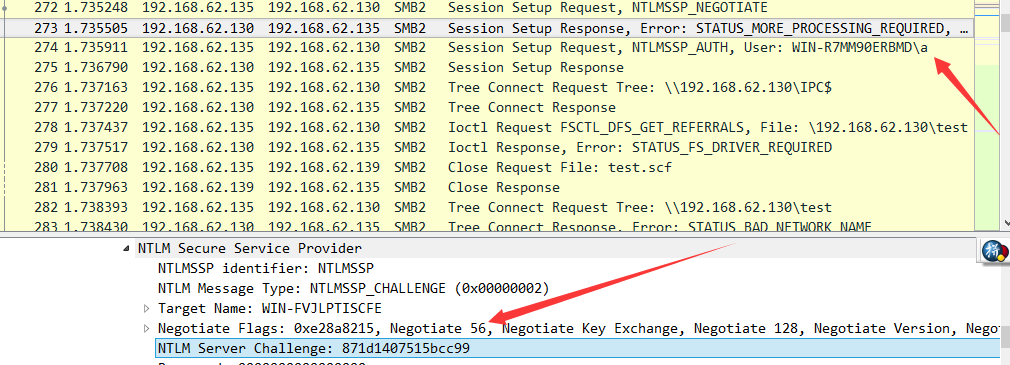 272 1.735248 192.168.62.135 192.168.62.130 SMB2 Session Setup Request, NTLMSSP_NEGOTIATE
273 1.735505 192.168.62.130 192.168.62.135 SMB2 Session Setup Response, Error: STATUS_MORE_PROCESSING_REQUIRED, …
274 1.735911 192.168.62.135 192.168.62.130 SMB2 Session Setup Request, NTLMSSP_AUTH, User: WIN-R7MM90ERBMD\a
275 1.736790 192.168.62.130 192.168.62.135 SMB2 Session Setup Response
276 1.737163 192.168.62.135 192.168.62.130 SMB2 Tree Connect Request Tree: \\192.168.62.130\IPC$
277 1.737220 192.168.62.130 192.168.62.135 SMB2 Tree Connect Response
278 1.737437 192.168.62.135 192.168.62.130 SMB2 Ioctl Request FSCTL_DFS_GET_REFERRALS, File: \192.168.62.130\test
279 1.737517 192.168.62.130 192.168.62.135 SMB2 Ioctl Response, Error: STATUS_FS_DRIVER_REQUIRED
280 1.737708 192.168.62.135 192.168.62.139 SMB2 Close Request File: test.scf
281 1.737963 192.168.62.139 192.168.62.135 SMB2 Close Response
282 1.738393 192.168.62.135 192.168.62.130 SMB2 Tree Connect Request Tree: \\192.168.62.130\test
283 1.738430 192.168.62.130 192.168.62.135 SMB2 Tree Connect Response, Error: STATUS_BAD_NETWORK_NAME
NTLM Secure Service Provider
NTLMSSP identifier: NTLMSSP
NTLM Message Type: NTLMSSP_CHALLENGE (0x00000002)
Target Name: WIN-FVJLPTISCFE
Negotiate Flags: 0xe28a8215, Negotiate 56, Negotiate Key Exchange, Negotiate 128, Negotiate Version, Nego
NTLM Server Challenge: 871d1407515bcc99